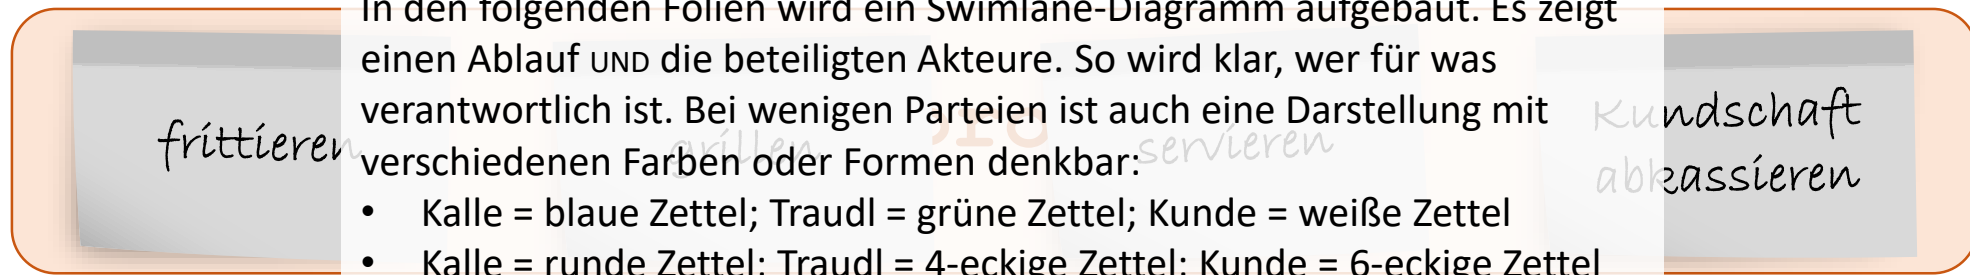 In den folgenden Folien wird ein Swimlane-Diagramm aufgebaut. Es zeigt
einen Ablauf UND die beteiligten Akteure. So wird klar, wer für was
verantwortlich ist. Bei wenigen Parteien ist auch eine Darstellung mit
verschiedenen Farben oder Formen denkbar:
• Kalle = blaue Zettel; Traudl = grüne Zettel; Kunde = weiße Zettel
• Kalle = runde Zettel; Traudl = 4-eckige Zettel; Kunde = 6-eckige Zettel
frittieren
grillen
servieren
Kundschaft
abkassieren